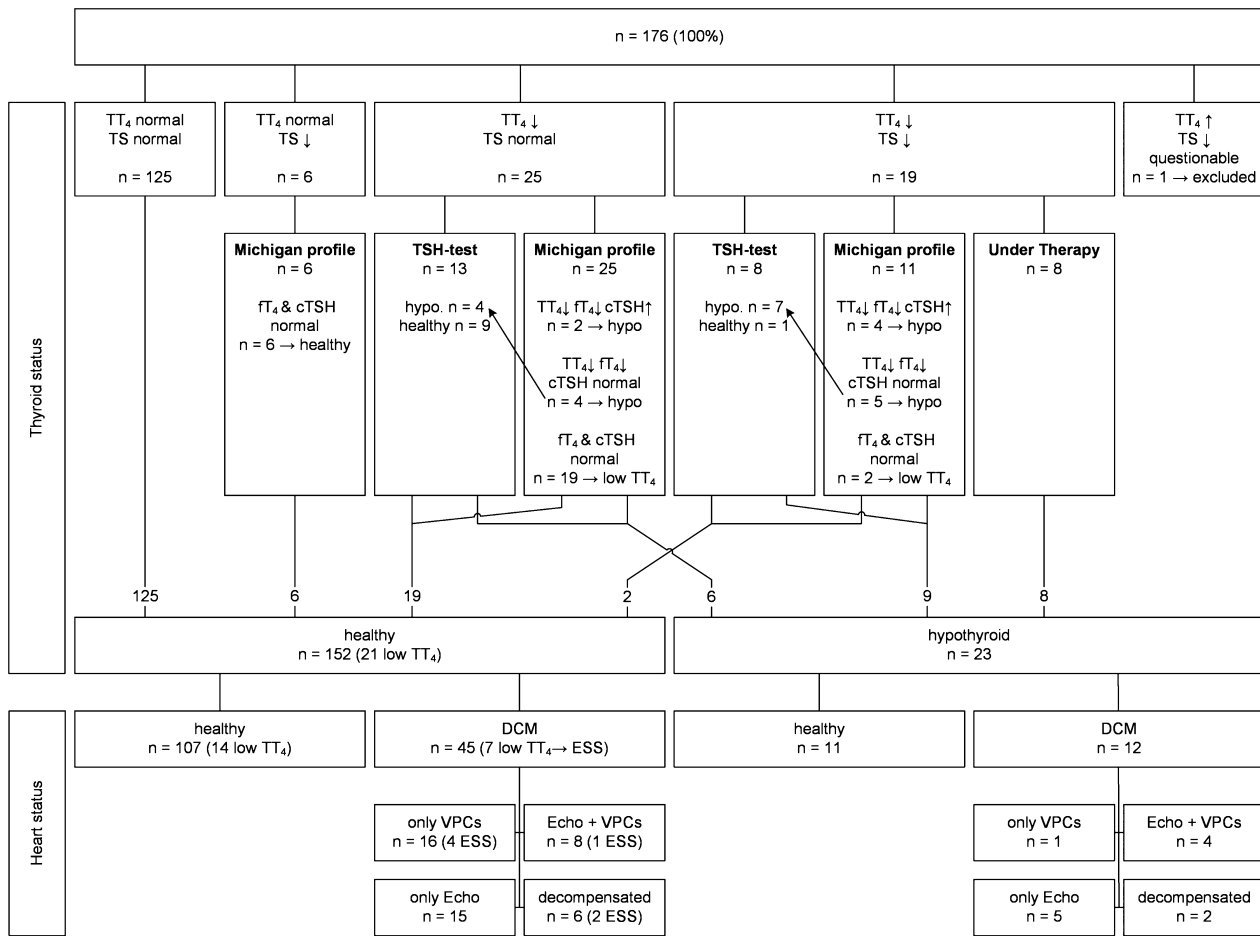 n = 176 (100%)
Thyroid status
TT₄ normal
TS normal
n = 125
TT₄ normal
TS ↓
n = 6
TT₄ ↓
TS normal
n = 25
TT₄ ↓
TS ↓
n = 19
TT₄ ↑
TS ↓
questionable
n = 1 → excluded
Michigan profile
n = 6
fT₄ & cTSH
normal
n = 6 → healthy
TSH-test
n = 13
hypo. n = 4
healthy n = 9
Michigan profile
n = 25
TT₄↓ fT₄↓ cTSH↑
n = 2 → hypo
TT₄↓ fT₄↓
cTSH normal
n = 4 → hypo
fT₄ & cTSH
normal
n = 19 → low TT₄
TSH-test
n = 8
hypo. n = 7
healthy n = 1
Michigan profile
n = 11
TT₄↓ fT₄↓ cTSH↑
n = 4 → hypo
TT₄↓ fT₄↓
cTSH normal
n = 5 → hypo
fT₄ & cTSH
normal
n = 2 → low TT₄
Under Therapy
n = 8
125 6 19 2 6 9 8
healthy
n = 152 (21 low TT₄)
hypothyroid
n = 23
Heart status
healthy
n = 107 (14 low TT₄)
DCM
n = 45 (7 low TT₄→ ESS)
healthy
n = 11
DCM
n = 12
only VPCs
n = 16 (4 ESS)
Echo + VPCs
n = 8 (1 ESS)
only VPCs
n = 1
Echo + VPCs
n = 4
only Echo
n = 15
decompensated
n = 6 (2 ESS)
only Echo
n = 5
decompensated
n = 2